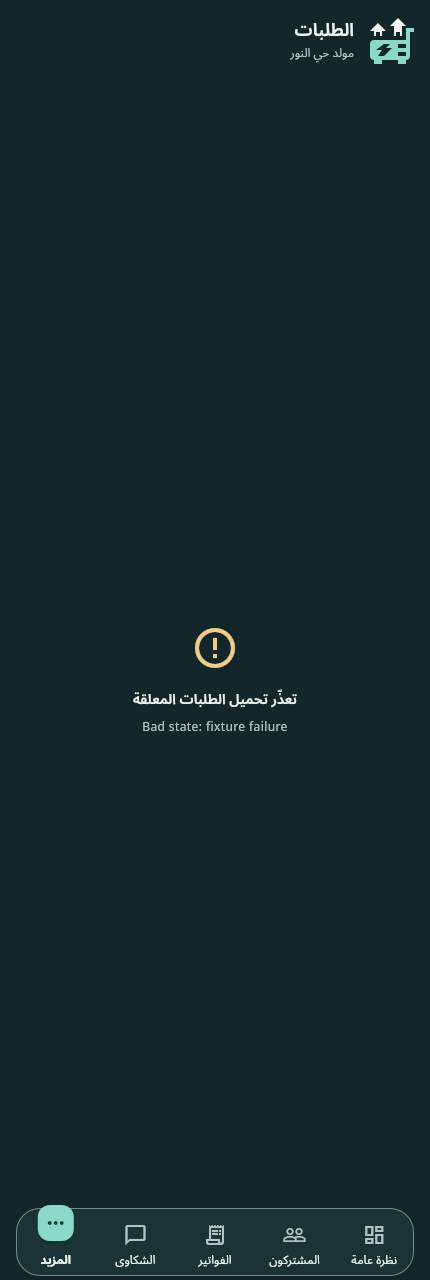 الطلبات
مولد حي النور
تعذّر تحميل الطلبات المعلقة
Bad state: fixture failure
نظرة عامة
المشتركون
الفواتير
الشكاوى
المزيد